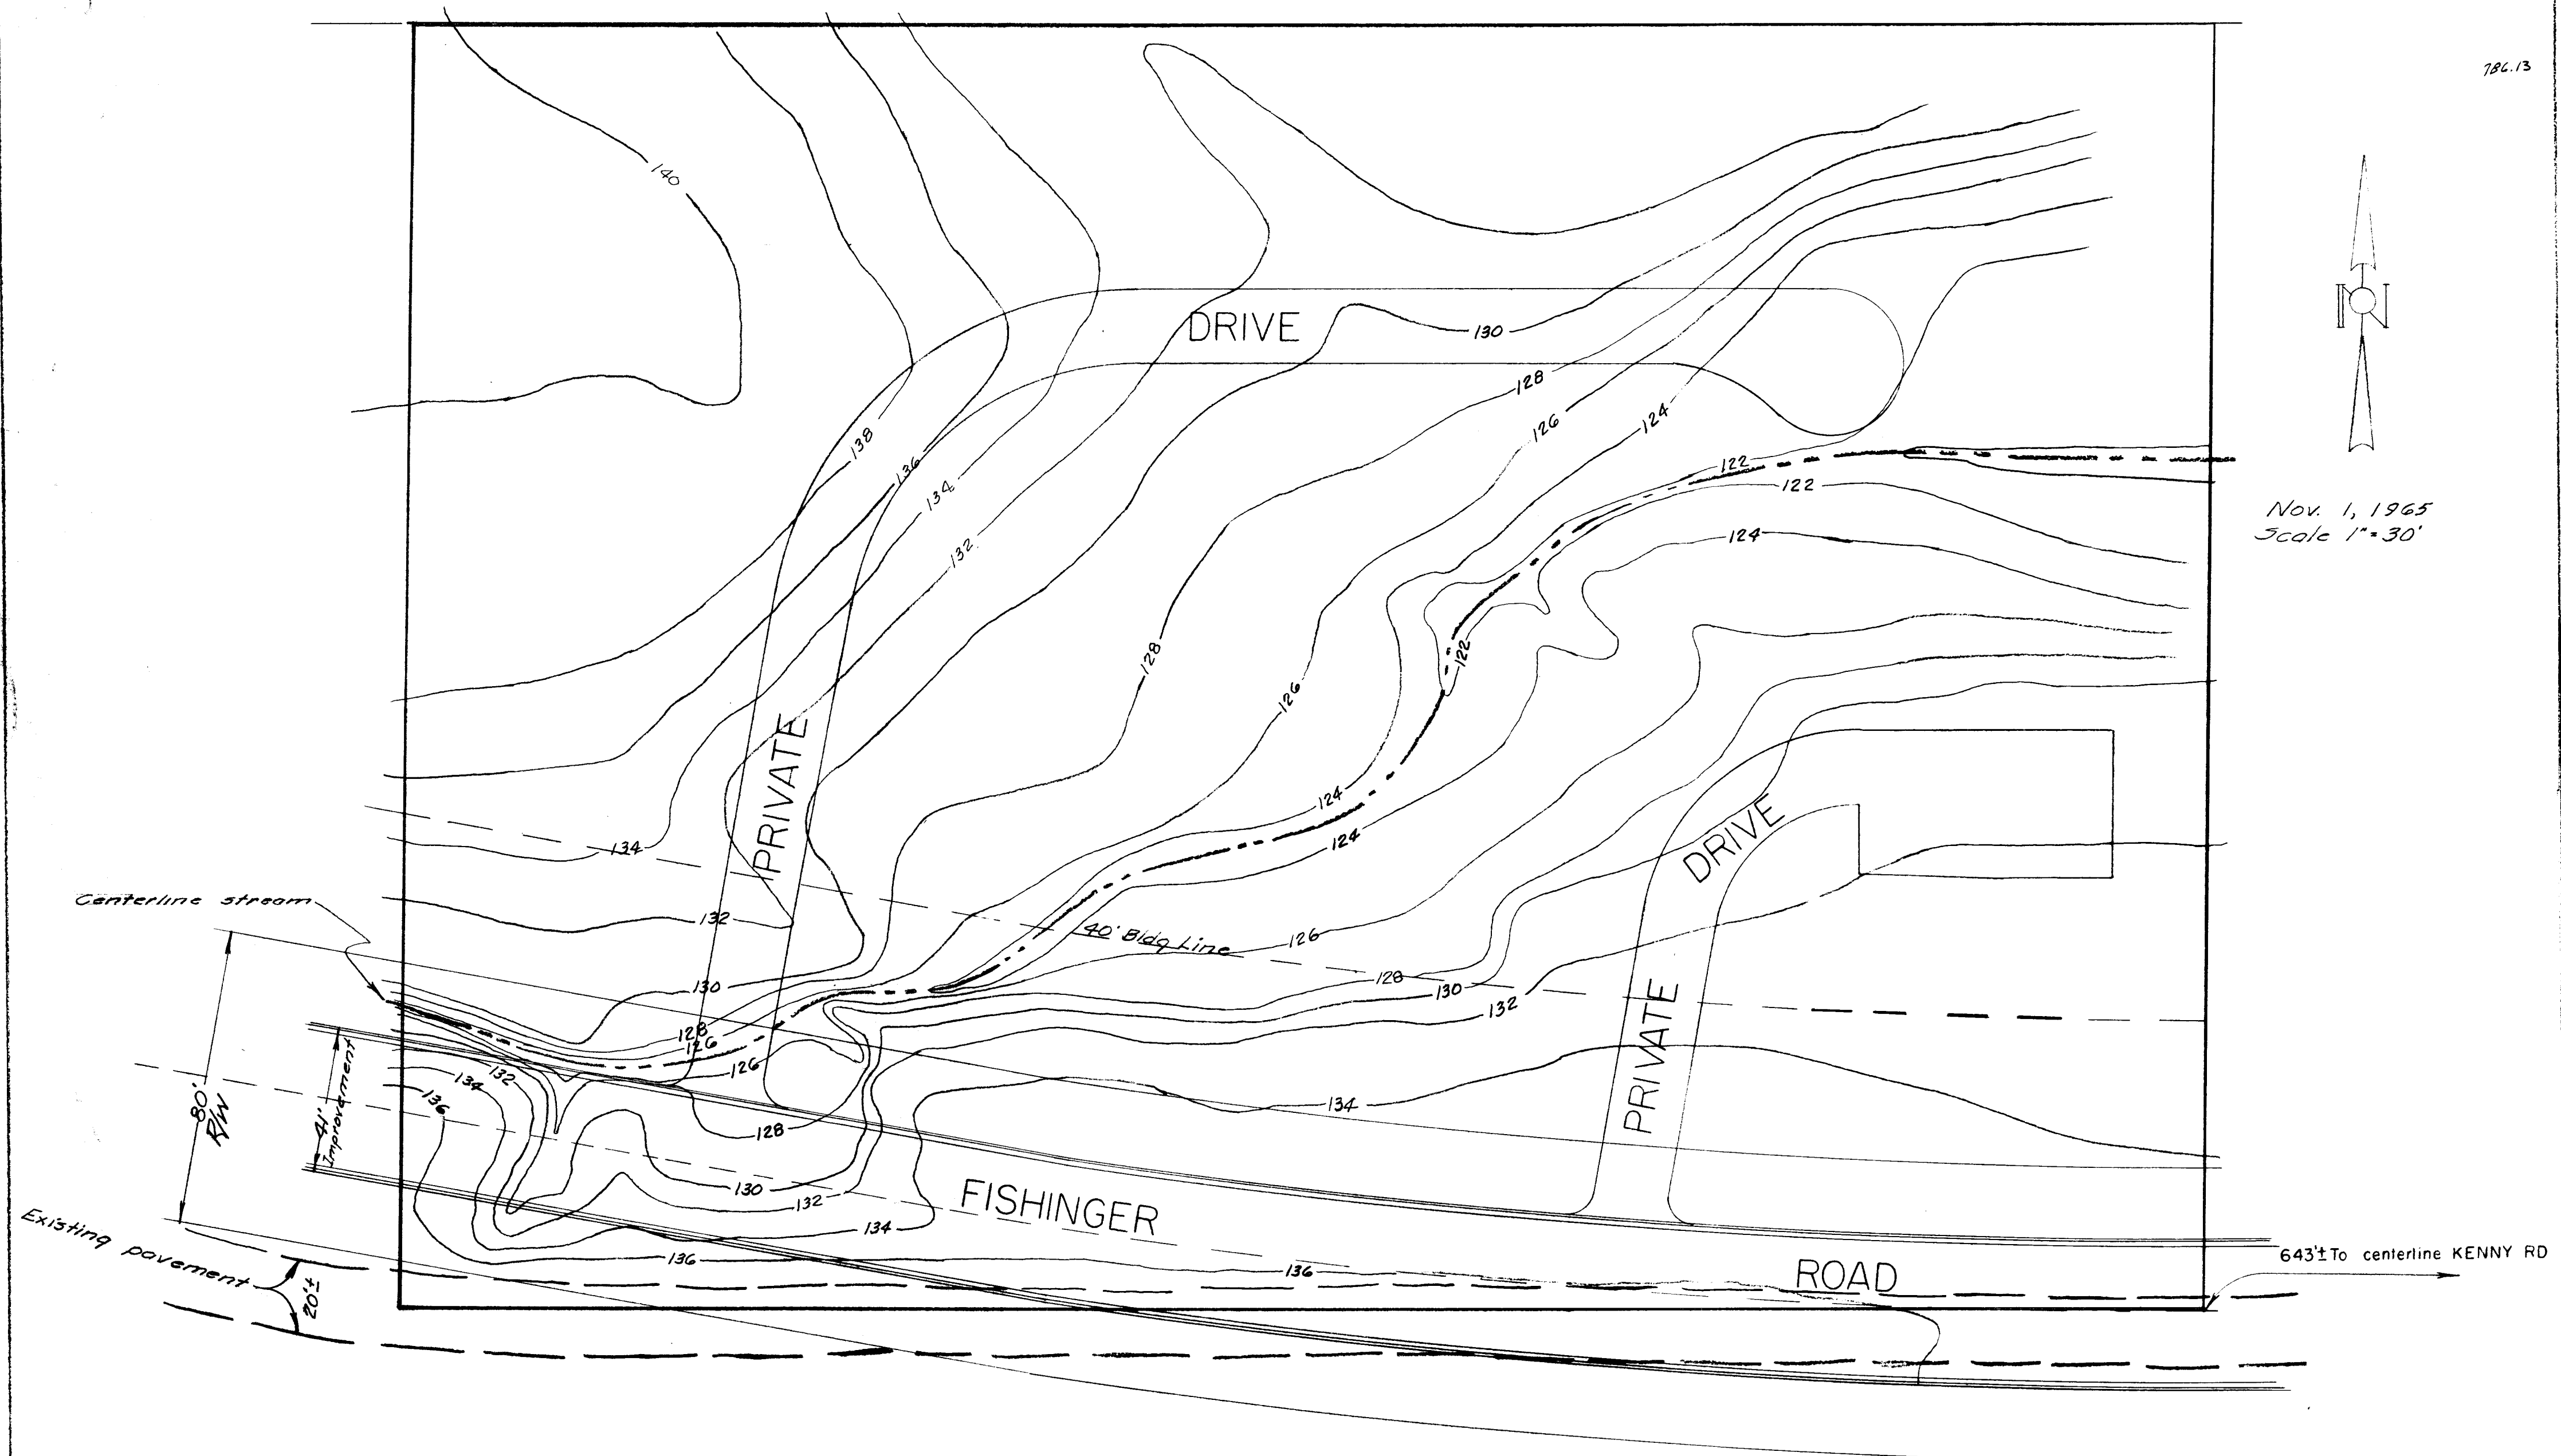 786.13
140
DRIVE
130
128
126
124
138
136
134
132
122
122
N
Nov. 1, 1965
Scale 1"=30'
124
128
122
126
PRIVATE
124
124
134
DRIVE
Centerline stream
132
40' Bldg Line
126
128
130
132
130
PRIVATE
128
126
126
132
134
136
134
80'
R/W
41'
Improvement
128
130
132
134
FISHINGER
136
136
ROAD
Existing pavement
20'±
643'± To centerline KENNY RD